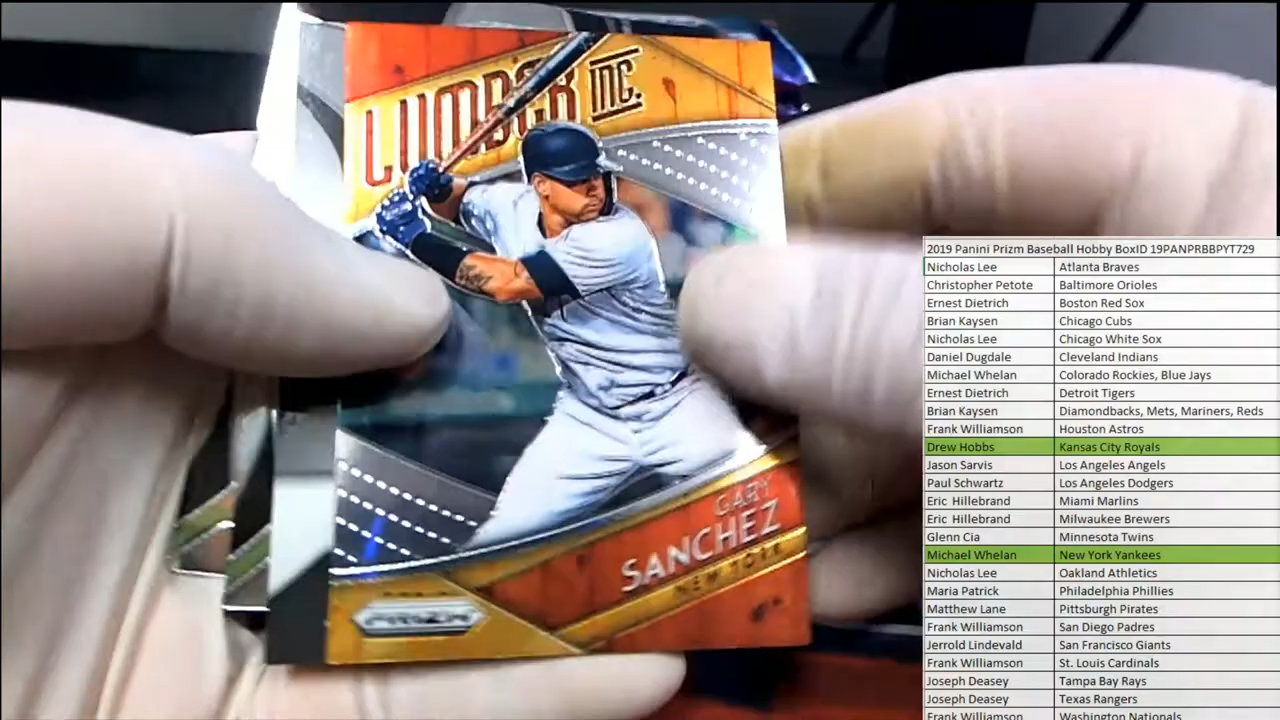 LUMBER INC.
GARY
SANCHEZ
NEW YORK
PRIZM
2019 Panini Prizm Baseball Hobby BoxID 19PANPRBBPYT729
Nicholas Lee Atlanta Braves
Christopher Petote Baltimore Orioles
Ernest Dietrich Boston Red Sox
Brian Kaysen Chicago Cubs
Nicholas Lee Chicago White Sox
Daniel Dugdale Cleveland Indians
Michael Whelan Colorado Rockies, Blue Jays
Ernest Dietrich Detroit Tigers
Brian Kaysen Diamondbacks, Mets, Mariners, Reds
Frank Williamson Houston Astros
Drew Hobbs Kansas City Royals
Jason Sarvis Los Angeles Angels
Paul Schwartz Los Angeles Dodgers
Eric Hillebrand Miami Marlins
Eric Hillebrand Milwaukee Brewers
Glenn Cia Minnesota Twins
Michael Whelan New York Yankees
Nicholas Lee Oakland Athletics
Maria Patrick Philadelphia Phillies
Matthew Lane Pittsburgh Pirates
Frank Williamson San Diego Padres
Jerrold Lindevald San Francisco Giants
Frank Williamson St. Louis Cardinals
Joseph Deasey Tampa Bay Rays
Joseph Deasey Texas Rangers
Frank Williamson Washington Nationals